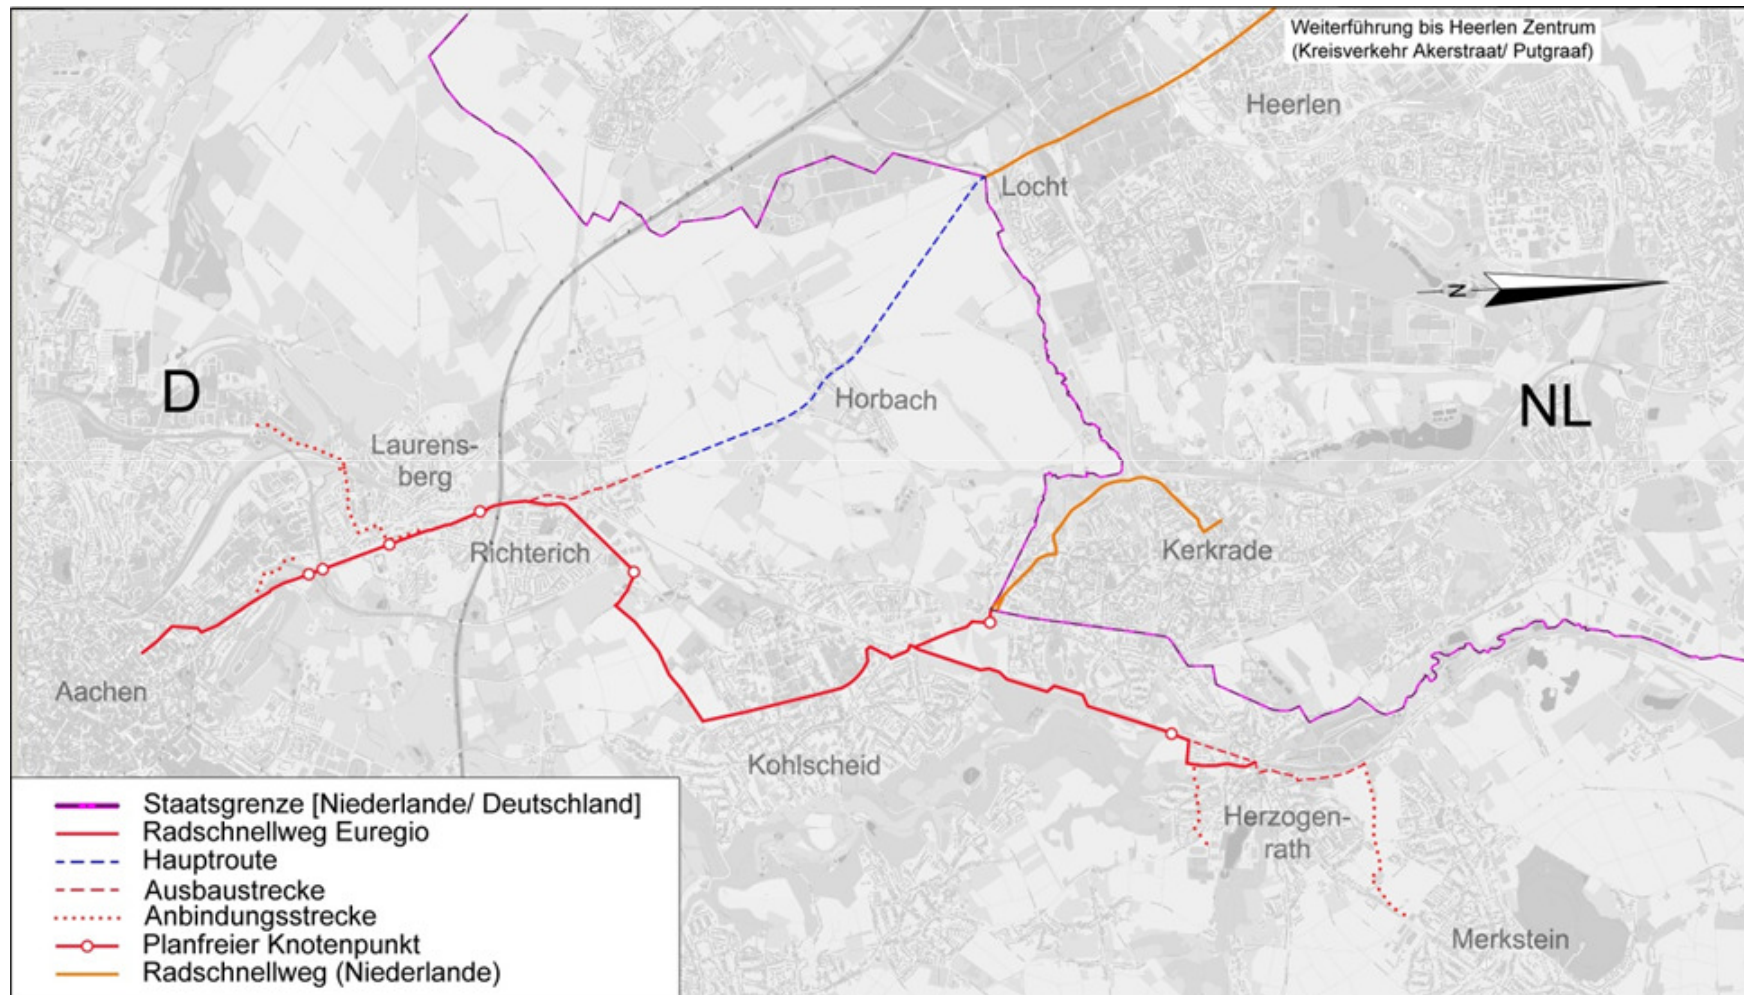 Weiterführung bis Heerlen Zentrum
(Kreisverkehr Akerstraat/ Putgraaf)
Heerlen
Locht
N
D
Horbach
NL
Laurens-
berg
Richterich
Kerkrade
Aachen
Kohlscheid
Herzogen-
rath
Merkstein
Staatsgrenze [Niederlande/ Deutschland]
Radschnellweg Euregio
Hauptroute
Ausbaustrecke
Anbindungsstrecke
Planfreier Knotenpunkt
Radschnellweg (Niederlande)